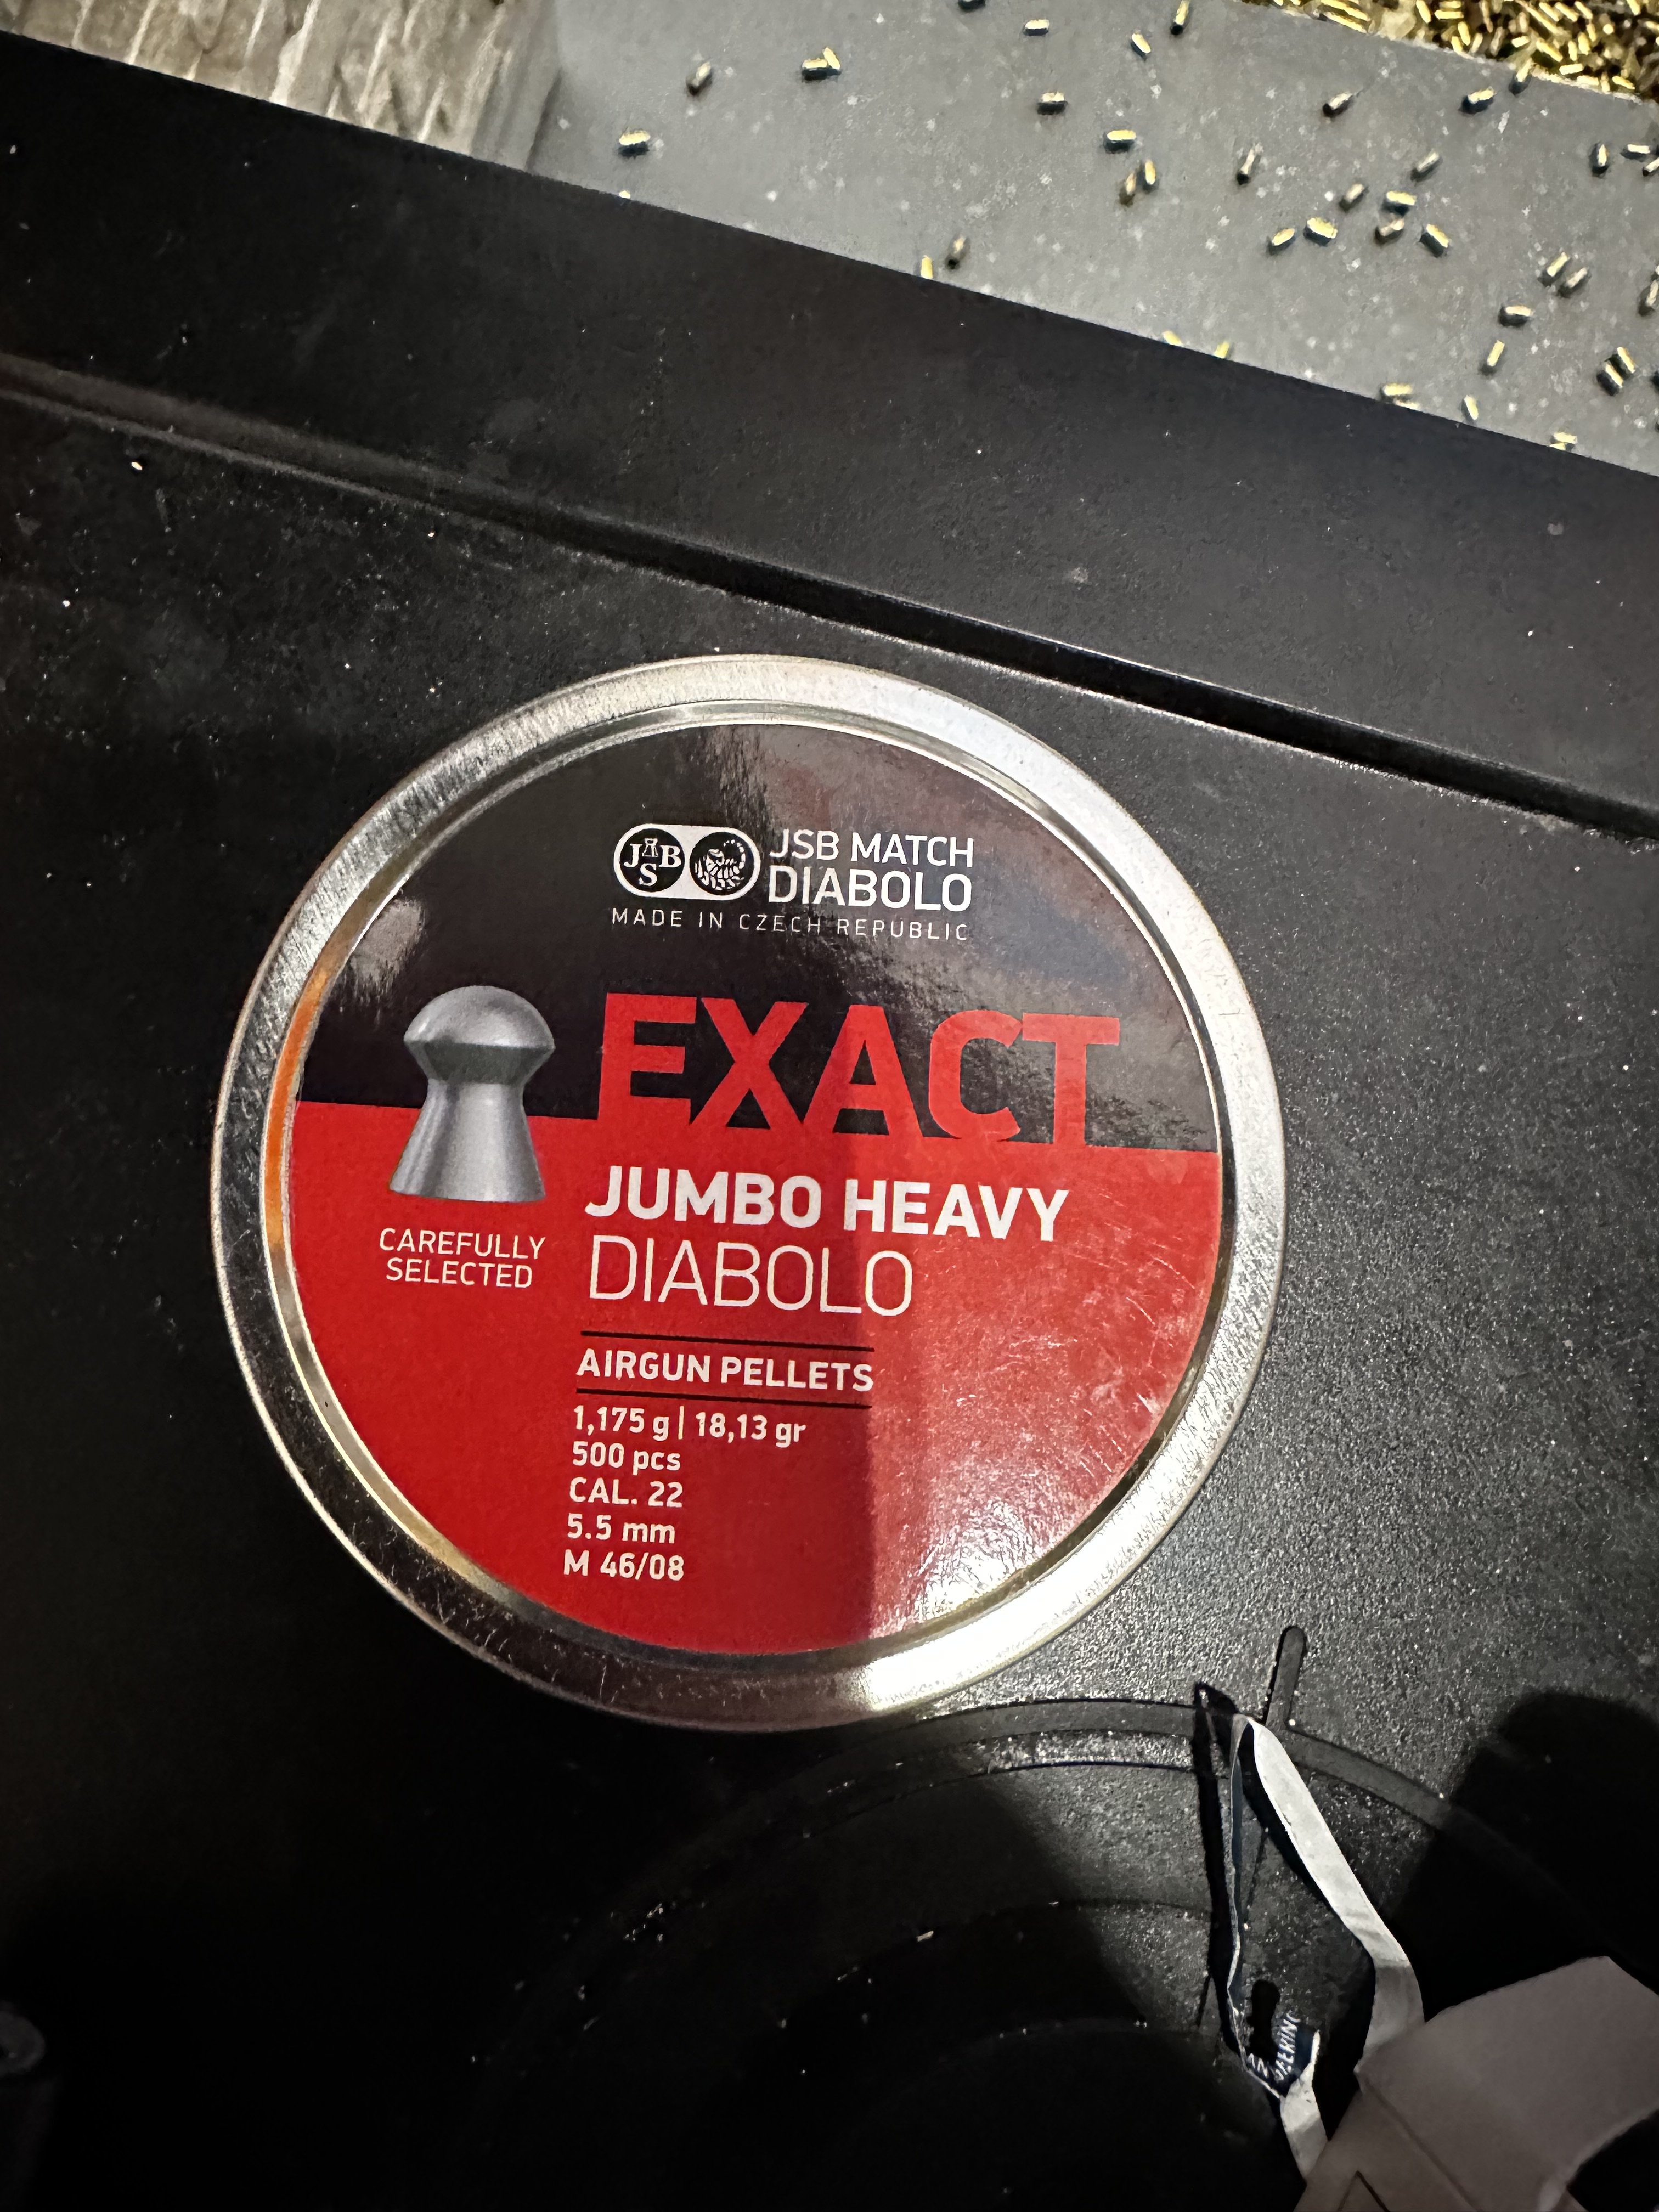 JSB
JSB MATCH
DIABOLO
MADE IN CZECH REPUBLIC
EXACT
JUMBO HEAVY
DIABOLO
CAREFULLY
SELECTED
AIRGUN PELLETS
1,175 g | 18,13 gr
500 pcs
CAL. 22
5.5 mm
M 46/08